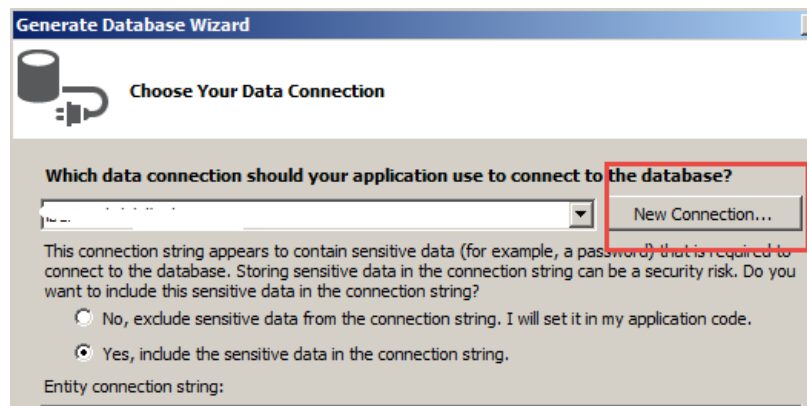 Generate Database Wizard
Choose Your Data Connection
Which data connection should your application use to connect to the database?
New Connection...
This connection string appears to contain sensitive data (for example, a password) that is required to
connect to the database. Storing sensitive data in the connection string can be a security risk. Do you
want to include this sensitive data in the connection string?
No, exclude sensitive data from the connection string. I will set it in my application code.
Yes, include the sensitive data in the connection string.
Entity connection string: